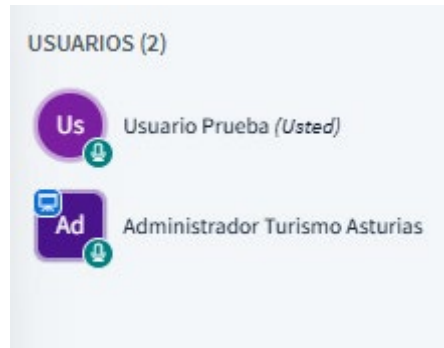 USUARIOS (2)
Us Usuario Prueba (Usted)
Ad Administrador Turismo Asturias